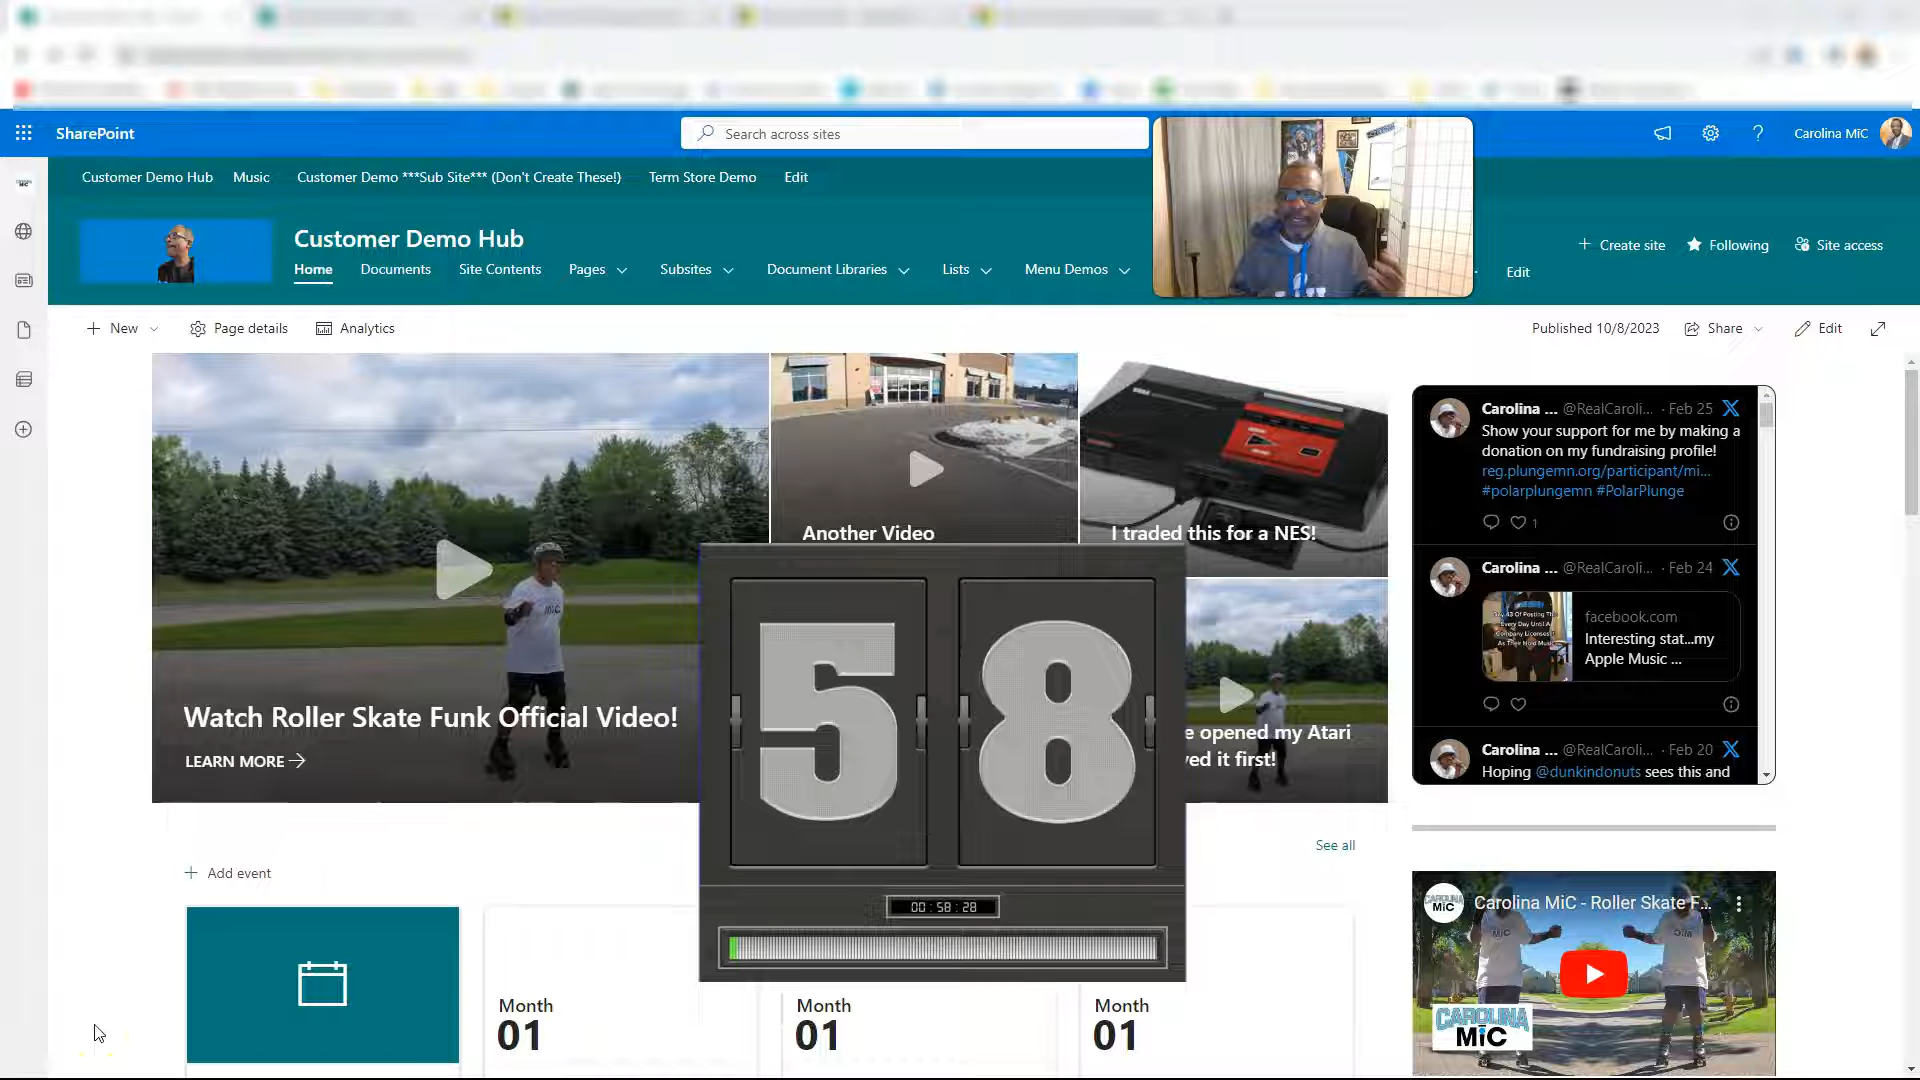 SharePoint
Search across sites
Carolina MiC
Customer Demo Hub
Music
Customer Demo ***Sub Site*** (Don't Create These!)
Term Store Demo
Edit
Customer Demo Hub
Home
Documents
Site Contents
Pages
Subsites
Document Libraries
Lists
Menu Demos
Edit
Create site
Following
Site access
New
Page details
Analytics
Published 10/8/2023
Share
Edit
Another Video
I traded this for a NES!
Watch Roller Skate Funk Official Video!
LEARN MORE
e opened my Atari
ved it first!
58
00:58:28
Carolina ... @RealCaroli... · Feb 25
Show your support for me by making a
donation on my fundraising profile!
reg.plungemn.org/participant/mi...
#polarplungemn #PolarPlunge
1
Carolina ... @RealCaroli... · Feb 24
facebook.com
Interesting stat...my
Apple Music ...
Carolina ... @RealCaroli... · Feb 20
Hoping @dunkindonuts sees this and
See all
Add event
Month
01
Month
01
Month
01
CAROLINA
MiC
Carolina MiC - Roller Skate F...
MiC
CAROLINA
MiC